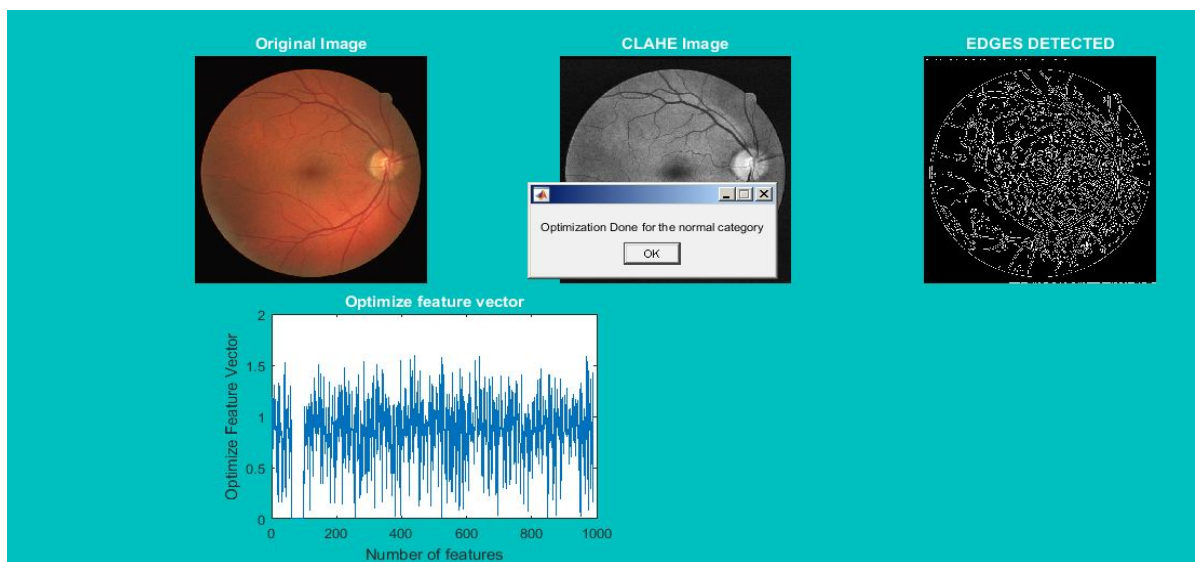 Original Image
CLAHE Image
EDGES DETECTED
Optimization Done for the normal category
OK
Optimize feature vector
Optimize Feature Vector
2
1.5
1
0.5
0
0 200 400 600 800 1000
Number of features